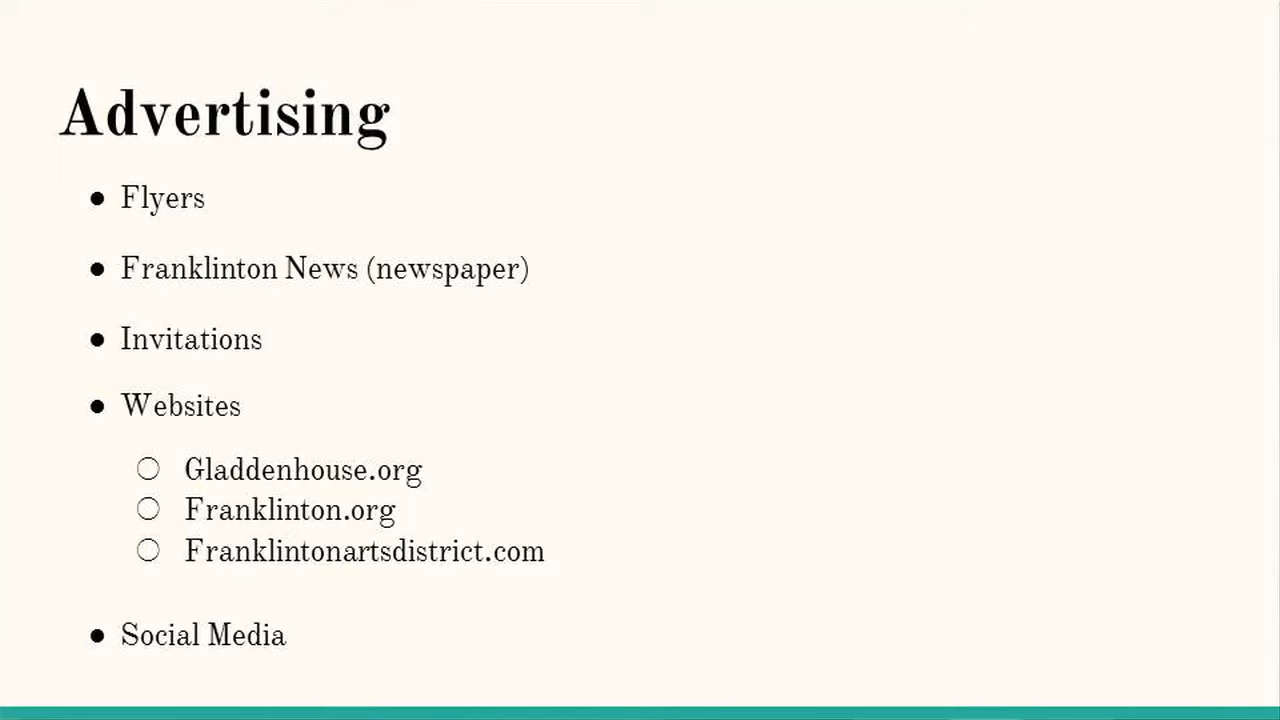 Advertising
● Flyers
● Franklinton News (newspaper)
● Invitations
● Websites
○ Gladdenhouse.org
○ Franklinton.org
○ Franklintonartsdistrict.com
● Social Media